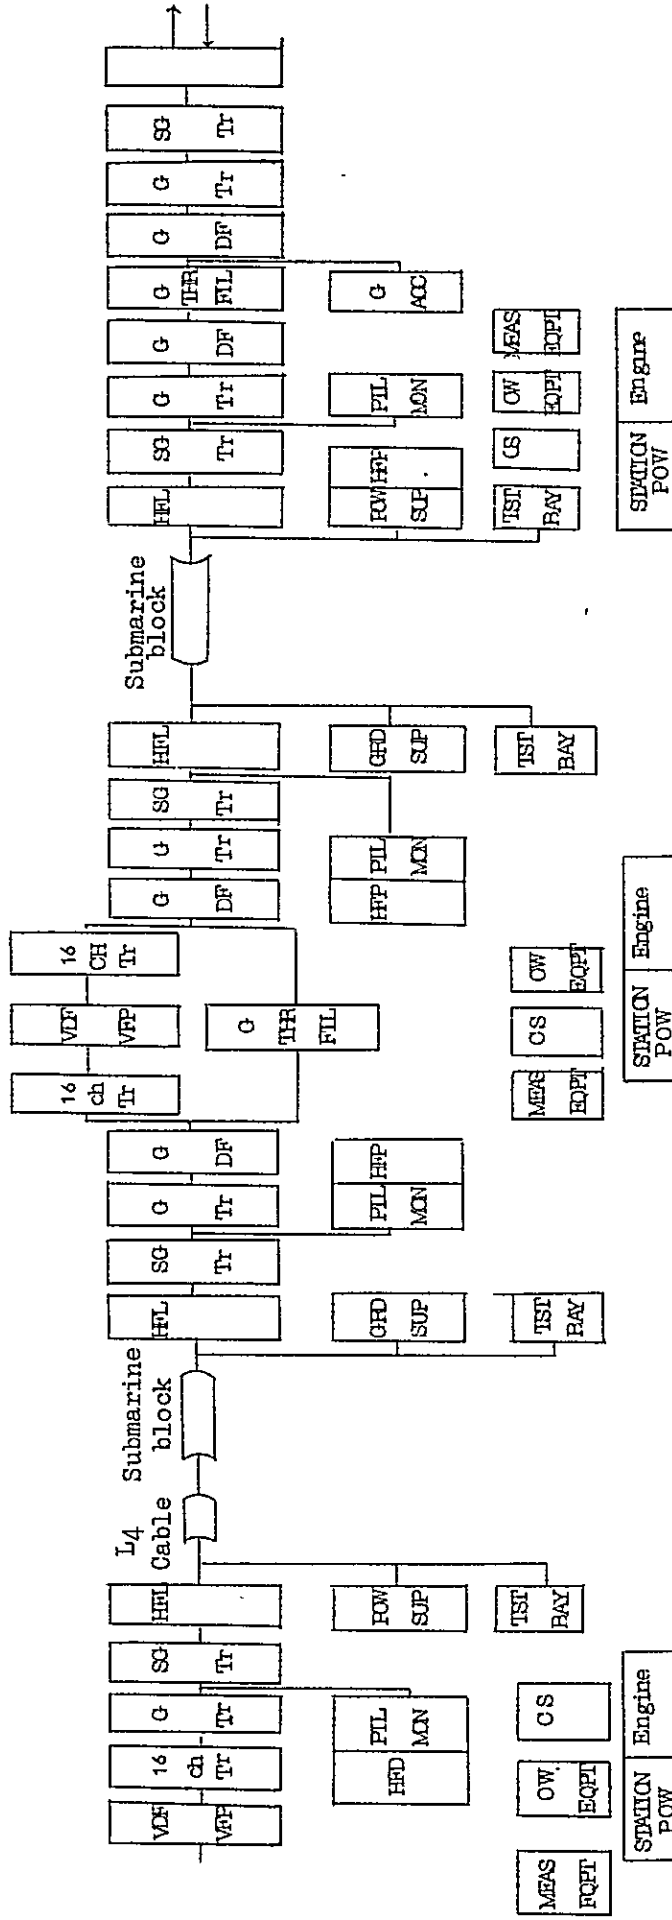 VDF
VFP
16
ch
Tr
G
Tr
SG
Tr
HFL
L4
Cable
Submarine
block
HFL
SG
Tr
G
Tr
G
DF
16
ch
Tr
VDF
VFP
16
CH
Tr
G
THR
FIL
G
DF
G
Tr
SG
Tr
HFL
Submarine
block
HFL
SG
Tr
G
Tr
G
DF
G
THR
FIL
G
DF
G
Tr
SG
Tr
HFD
PIL
MON
POW
SUP
GRD
SUP
PIL
MON
HFP
HFP
PIL
MON
GRD
SUP
POW
SUP
HFP
PIL
MON
G
AGC
MEAS
EQPT
OW.
EQPT
CS
TST
BAY
TST
BAY
MEAS
EQPT
CS
OW
EQPT
TST
BAY
TST
BAY
CS
OW
EQPT
MEAS
EQPT
STATION
POW
Engine
STATION
POW
Engine
STATION
POW
Engine